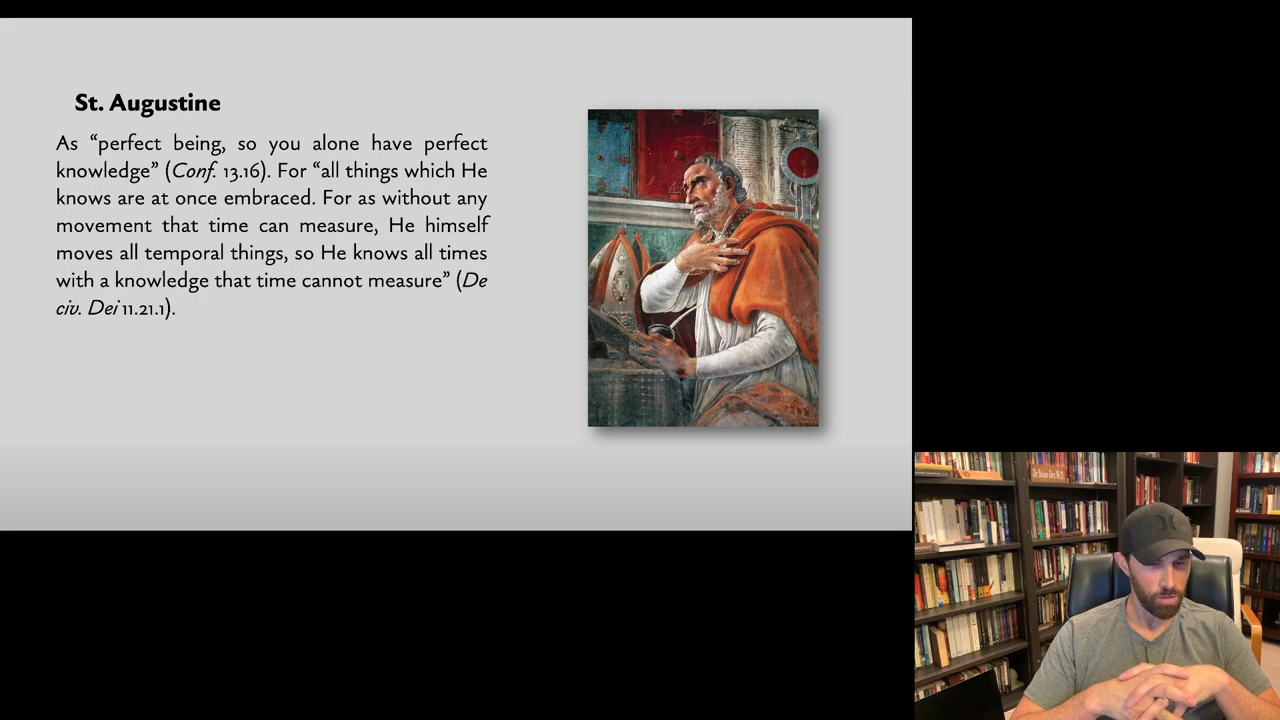 St. Augustine
As “perfect being, so you alone have perfect
knowledge” (Conf. 13.16). For “all things which He
knows are at once embraced. For as without any
movement that time can measure, He himself
moves all temporal things, so He knows all times
with a knowledge that time cannot measure” (De
civ. Dei 11.21.1).